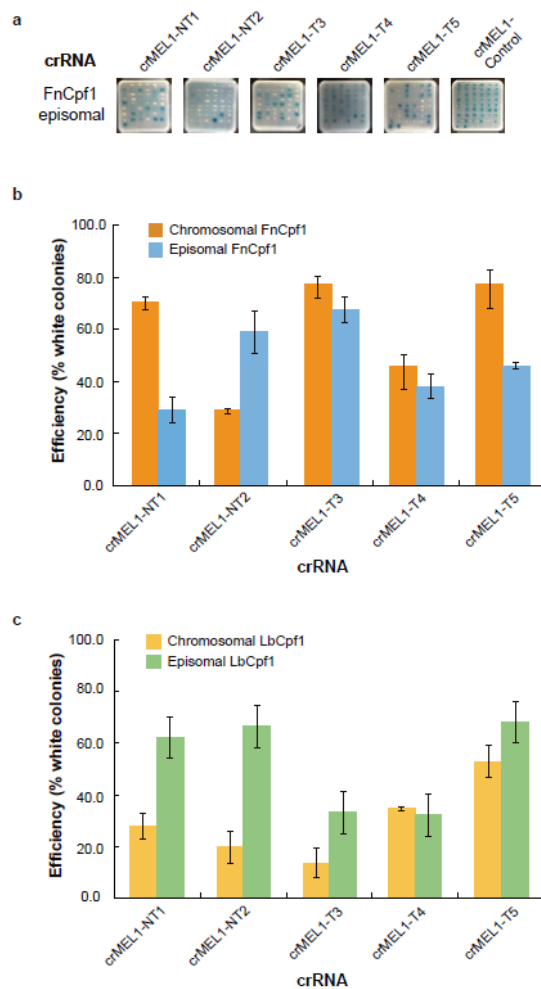 a
crRNA
crMEL1-NT1
crMEL1-NT2
crMEL1-T3
crMEL1-T4
crMEL1-T5
crMEL1-
Control
FnCpf1
episomal
b
Efficiency (% white colonies)
100.0
80.0
60.0
40.0
20.0
0.0
Chromosomal FnCpf1
Episomal FnCpf1
crMEL1-NT1
crMEL1-NT2
crMEL1-T3
crMEL1-T4
crMEL1-T5
crRNA
c
Efficiency (% white colonies)
100.0
80.0
60.0
40.0
20.0
0.0
Chromosomal LbCpf1
Episomal LbCpf1
crMEL1-NT1
crMEL1-NT2
crMEL1-T3
crMEL1-T4
crMEL1-T5
crRNA